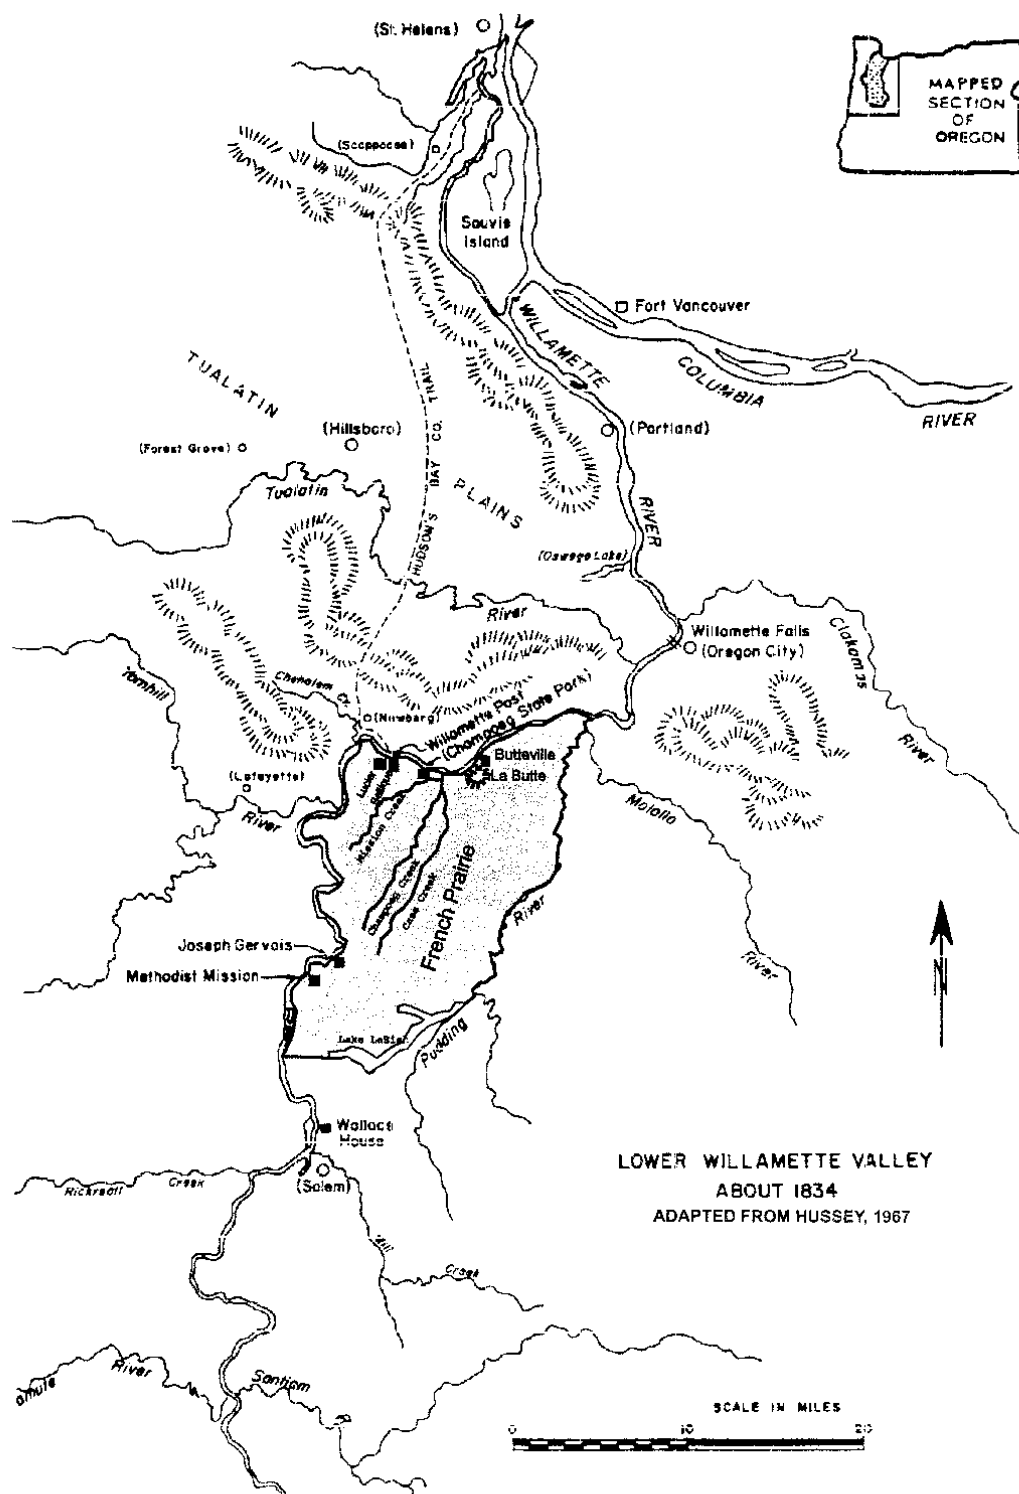 (St. Helens)
MAPPED
SECTION
OF
OREGON
(Scappoose)
Sauvie
Island
Fort Vancouver
WILLAMETTE
COLUMBIA
RIVER
TUALATIN
HUDSON'S BAY CO. TRAIL
(Hillsboro)
(Portland)
(Forest Grove)
Tualatin
PLAINS
RIVER
(Oswego Lake)
River
Willamette Falls
(Oregon City)
Clakamas
River
Yamhill
Chehalem Cr.
(Newberg)
Willamette Post
(Champoeg State Park)
Butteville
La Butte
(Lafayette)
River
Lucier
Mission Creek
Champoeg Creek
Case Creek
French Prairie
Molalla
River
River
Joseph Gervais
Methodist Mission
Pudding
N
Wallace
House
(Salem)
Rickreall Creek
Mill
Creek
LOWER WILLAMETTE VALLEY
ABOUT 1834
ADAPTED FROM HUSSEY, 1967
River
Santiam
SCALE IN MILES
0 10 20